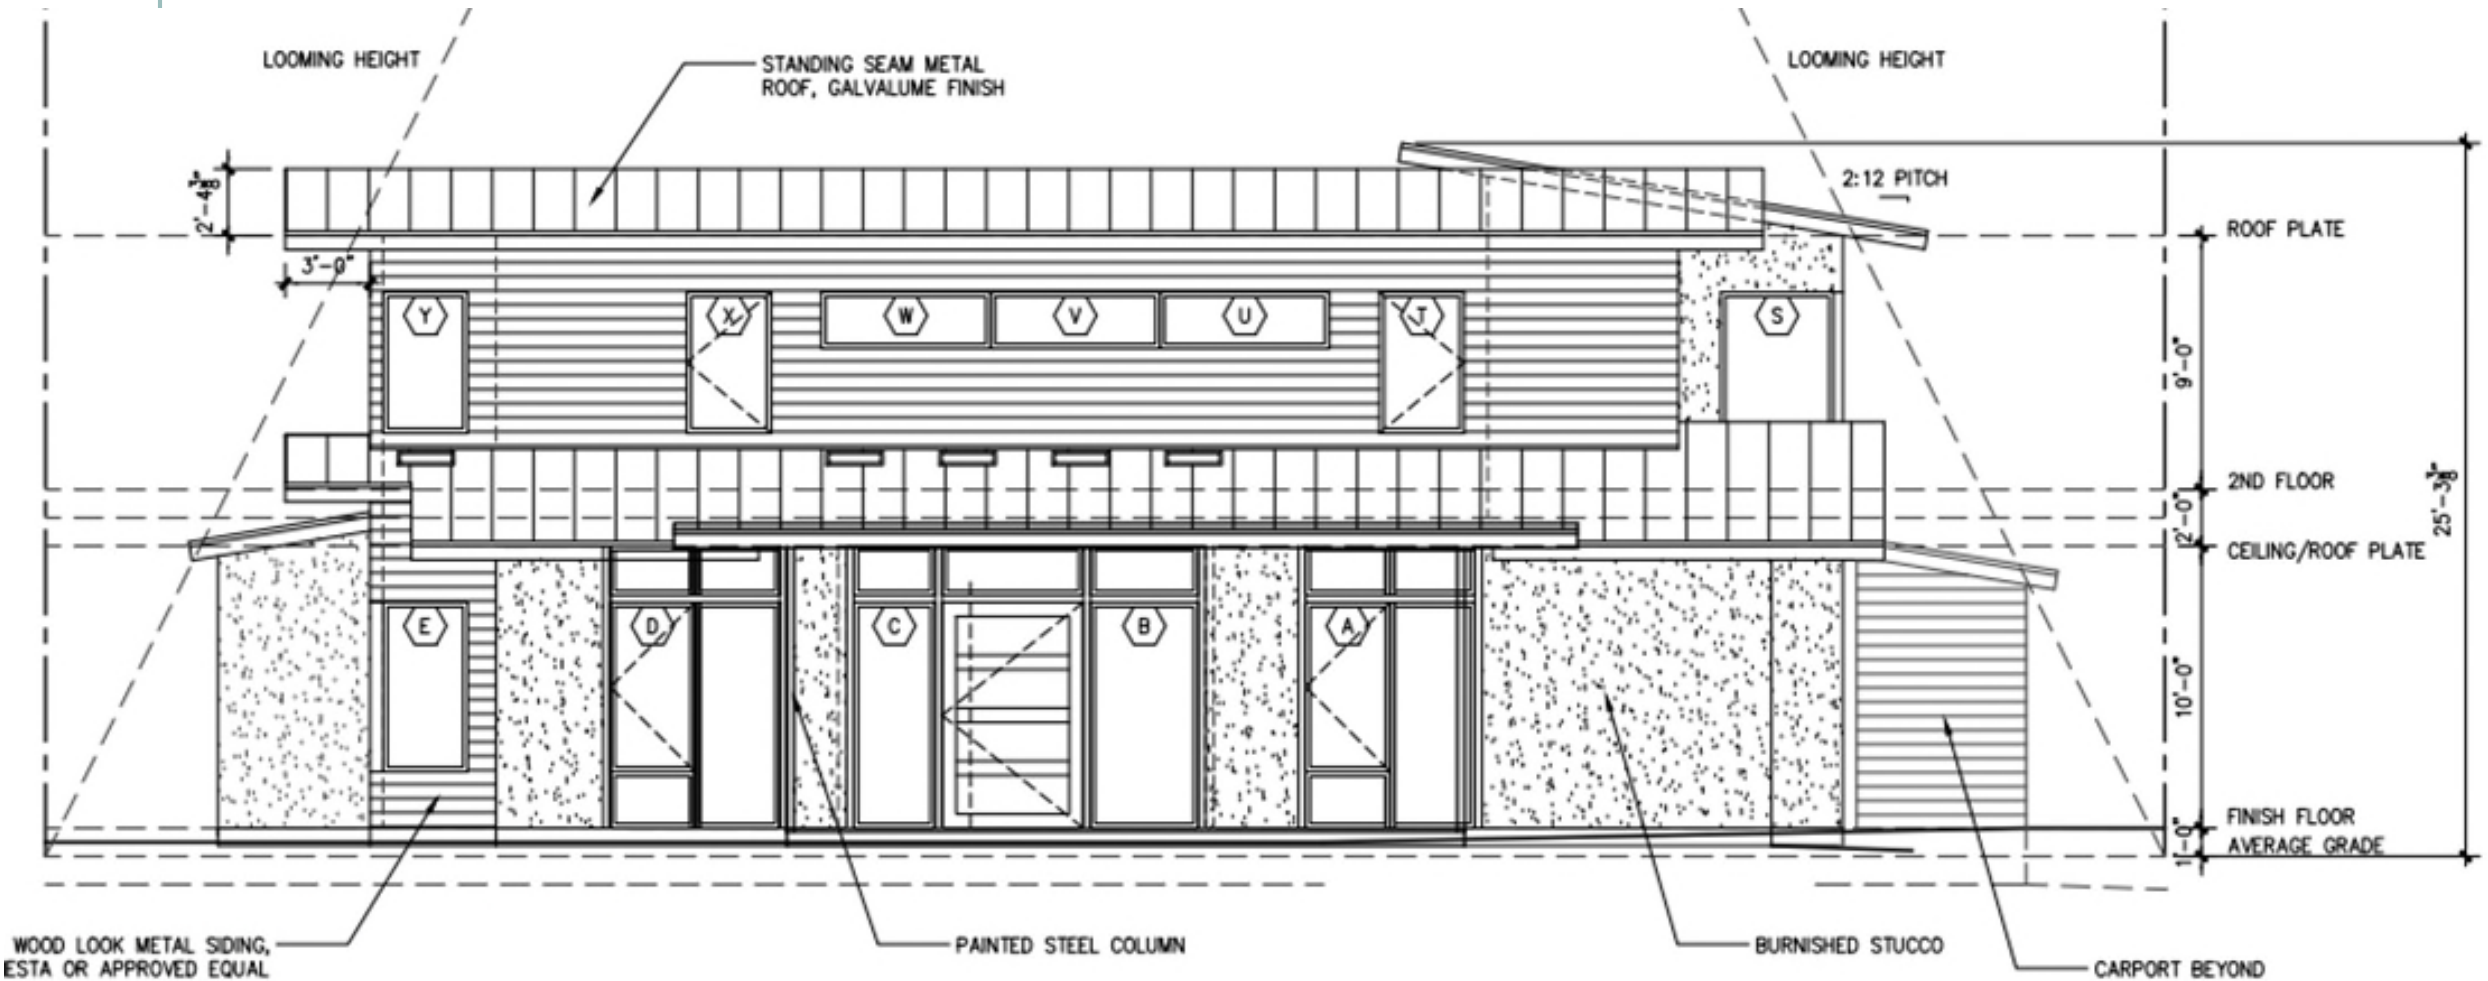 LOOMING HEIGHT
STANDING SEAM METAL
ROOF, GALVALUME FINISH
LOOMING HEIGHT
2:12 PITCH
2'-4⅜"
ROOF PLATE
3'-0"
Y
X
W
V
U
T
S
9'-0"
2ND FLOOR
25'-3⅜"
2'-0"
CEILING/ROOF PLATE
E
D
C
B
A
10'-0"
FINISH FLOOR
1'-0"
AVERAGE GRADE
WOOD LOOK METAL SIDING,
ESTA OR APPROVED EQUAL
PAINTED STEEL COLUMN
BURNISHED STUCCO
CARPORT BEYOND